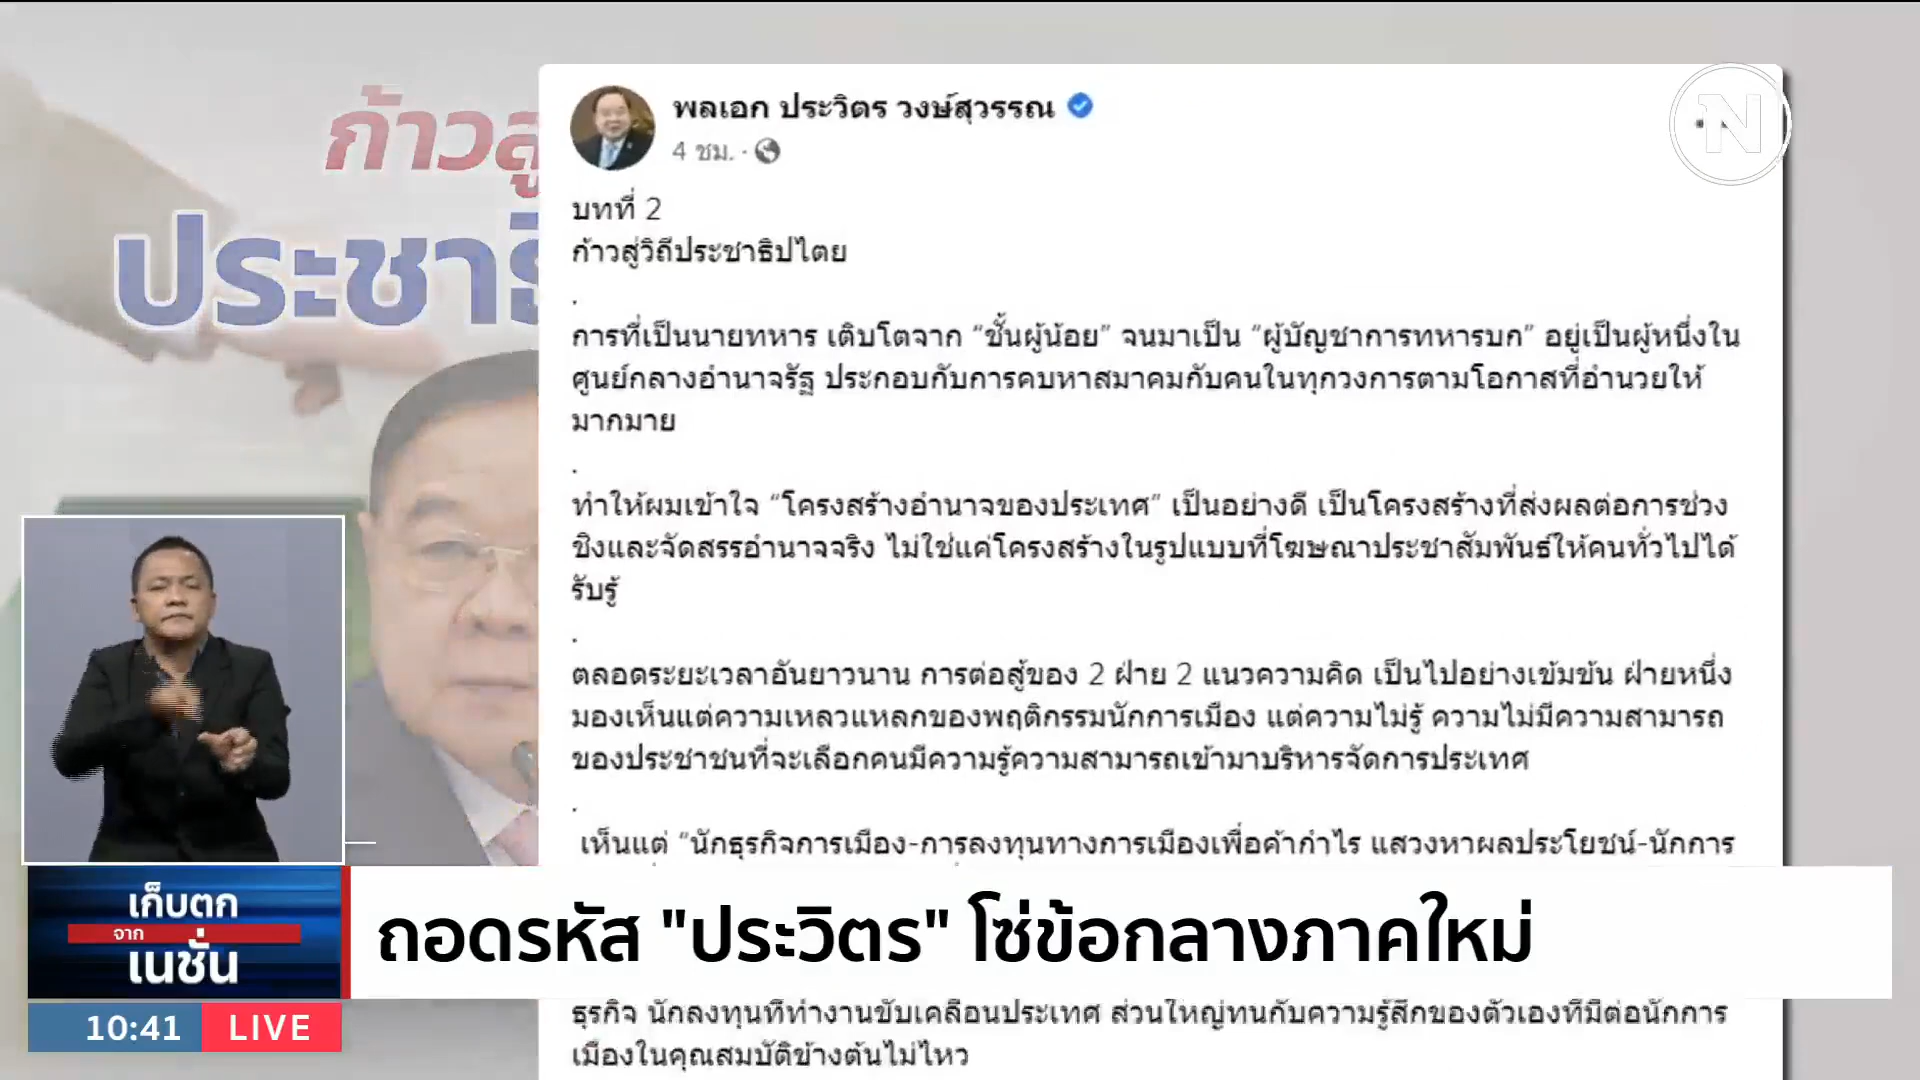 ก้าวสู่
ประชาธิ
พลเอก ประวิตร วงษ์สุวรรณ
4 ชม. ·
N
บทที่ 2
ก้าวสู่วิถีประชาธิปไตย
.
การที่เป็นนายทหาร เติบโตจาก “ชั้นผู้น้อย” จนมาเป็น “ผู้บัญชาการทหารบก” อยู่เป็นผู้หนึ่งใน
ศูนย์กลางอำนาจรัฐ ประกอบกับการคบหาสมาคมกับคนในทุกวงการตามโอกาสที่อำนวยให้
มากมาย
.
ทำให้ผมเข้าใจ “โครงสร้างอำนาจของประเทศ” เป็นอย่างดี เป็นโครงสร้างที่ส่งผลต่อการช่วง
ชิงและจัดสรรอำนาจจริง ไม่ใช่แค่โครงสร้างในรูปแบบที่โฆษณาประชาสัมพันธ์ให้คนทั่วไปได้
รับรู้
.
ตลอดระยะเวลาอันยาวนาน การต่อสู้ของ 2 ฝ่าย 2 แนวความคิด เป็นไปอย่างเข้มข้น ฝ่ายหนึ่ง
มองเห็นแต่ความเหลวแหลกของพฤติกรรมนักการเมือง แต่ความไม่รู้ ความไม่มีความสามารถ
ของประชาชนที่จะเลือกคนมีความรู้ความสามารถเข้ามาบริหารจัดการประเทศ
.
เห็นแต่ “นักธุรกิจการเมือง-การลงทุนทางการเมืองเพื่อค้ากำไร แสวงหาผลประโยชน์-นักการ
เก็บตก
จาก
เนชั่น
ถอดรหัส "ประวิตร" โซ่ข้อกลางภาคใหม่
ธุรกิจ นักลงทุนที่ทำงานขับเคลื่อนประเทศ ส่วนใหญ่ทนกับความรู้สึกของตัวเองที่มีต่อนักการ
เมืองในคุณสมบัติข้างต้นไม่ไหว
10:41 LIVE